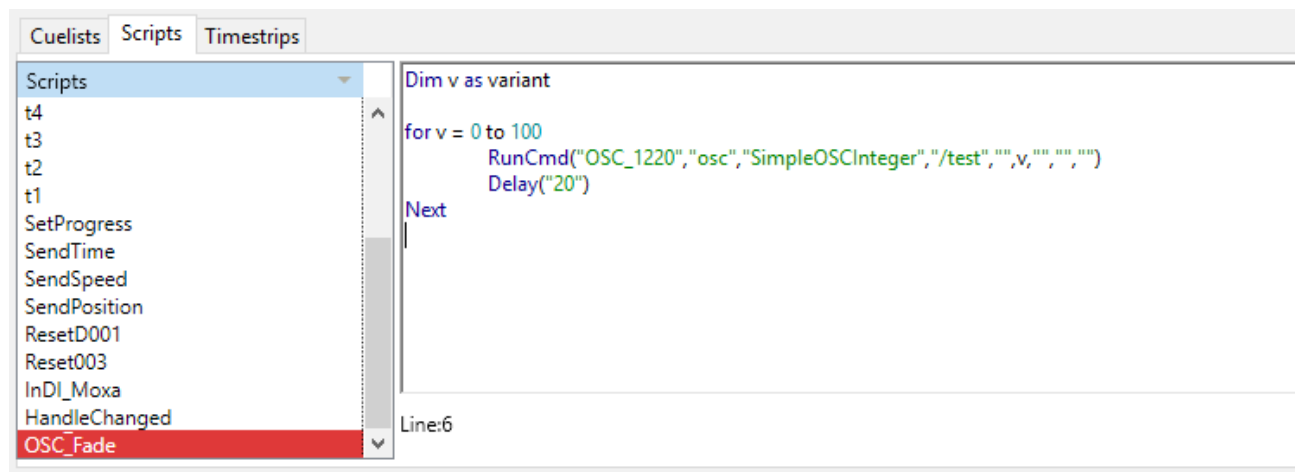 Cuelists Scripts Timestrips
Scripts
t4
t3
t2
t1
SetProgress
SendTime
SendSpeed
SendPosition
ResetD001
Reset003
InDI_Moxa
HandleChanged
OSC_Fade
Dim v as variant
for v = 0 to 100
RunCmd("OSC_1220","osc","SimpleOSCInteger","/test","",v,"","","")
Delay("20")
Next
Line:6